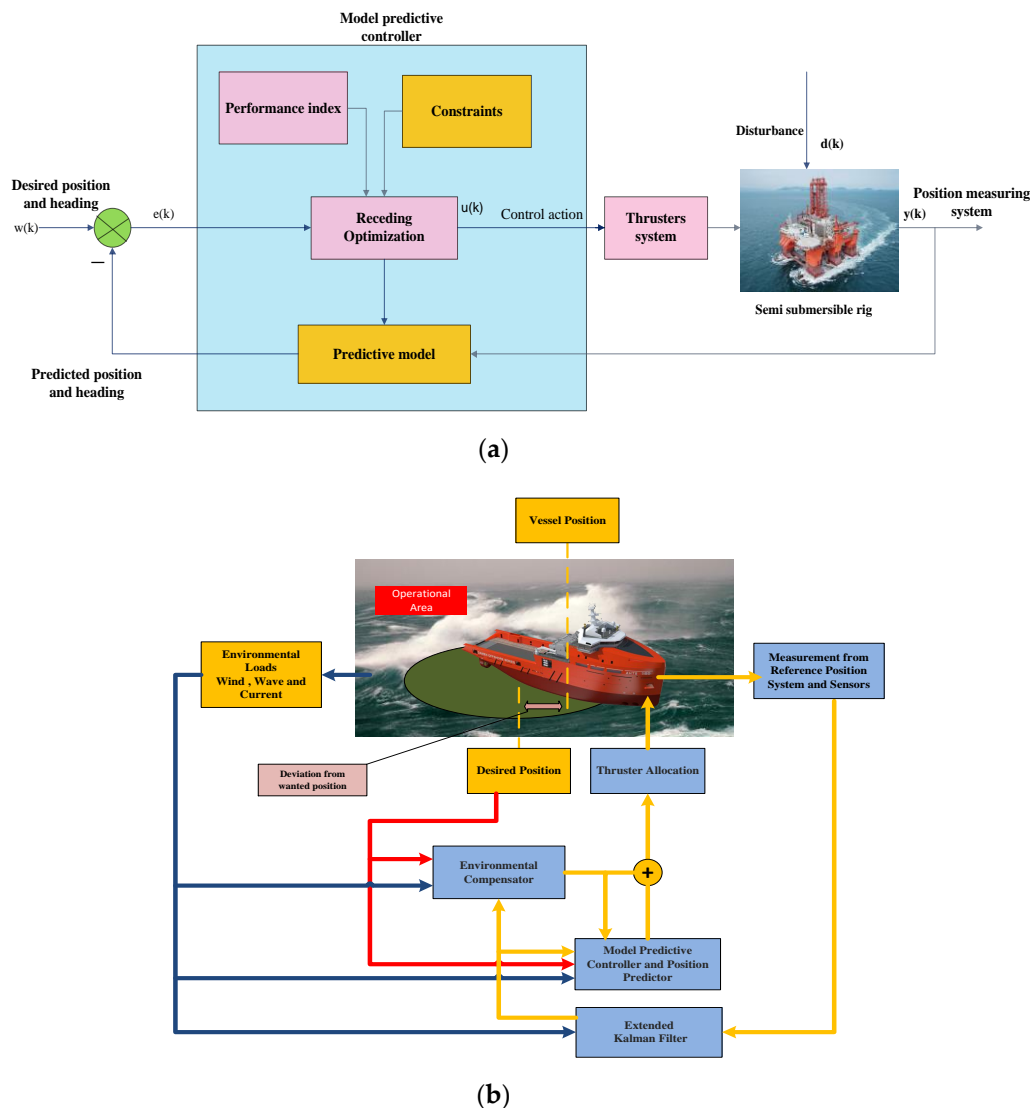 Model predictive
controller
Performance index
Constraints
Disturbance
d(k)
Desired position
and heading
w(k)
e(k)
Receding
Optimization
u(k)
Control action
Thrusters
system
y(k)
Position measuring
system
Semi submersible rig
Predictive model
Predicted position
and heading
(a)
Vessel Position
Operational
Area
Environmental
Loads
Wind , Wave and
Current
Measurement from
Reference Position
System and Sensors
Deviation from
wanted position
Desired Position
Thruster Allocation
Environmental
Compensator
+
Model Predictive
Controller and Position
Predictor
Extended
Kalman Filter
(b)